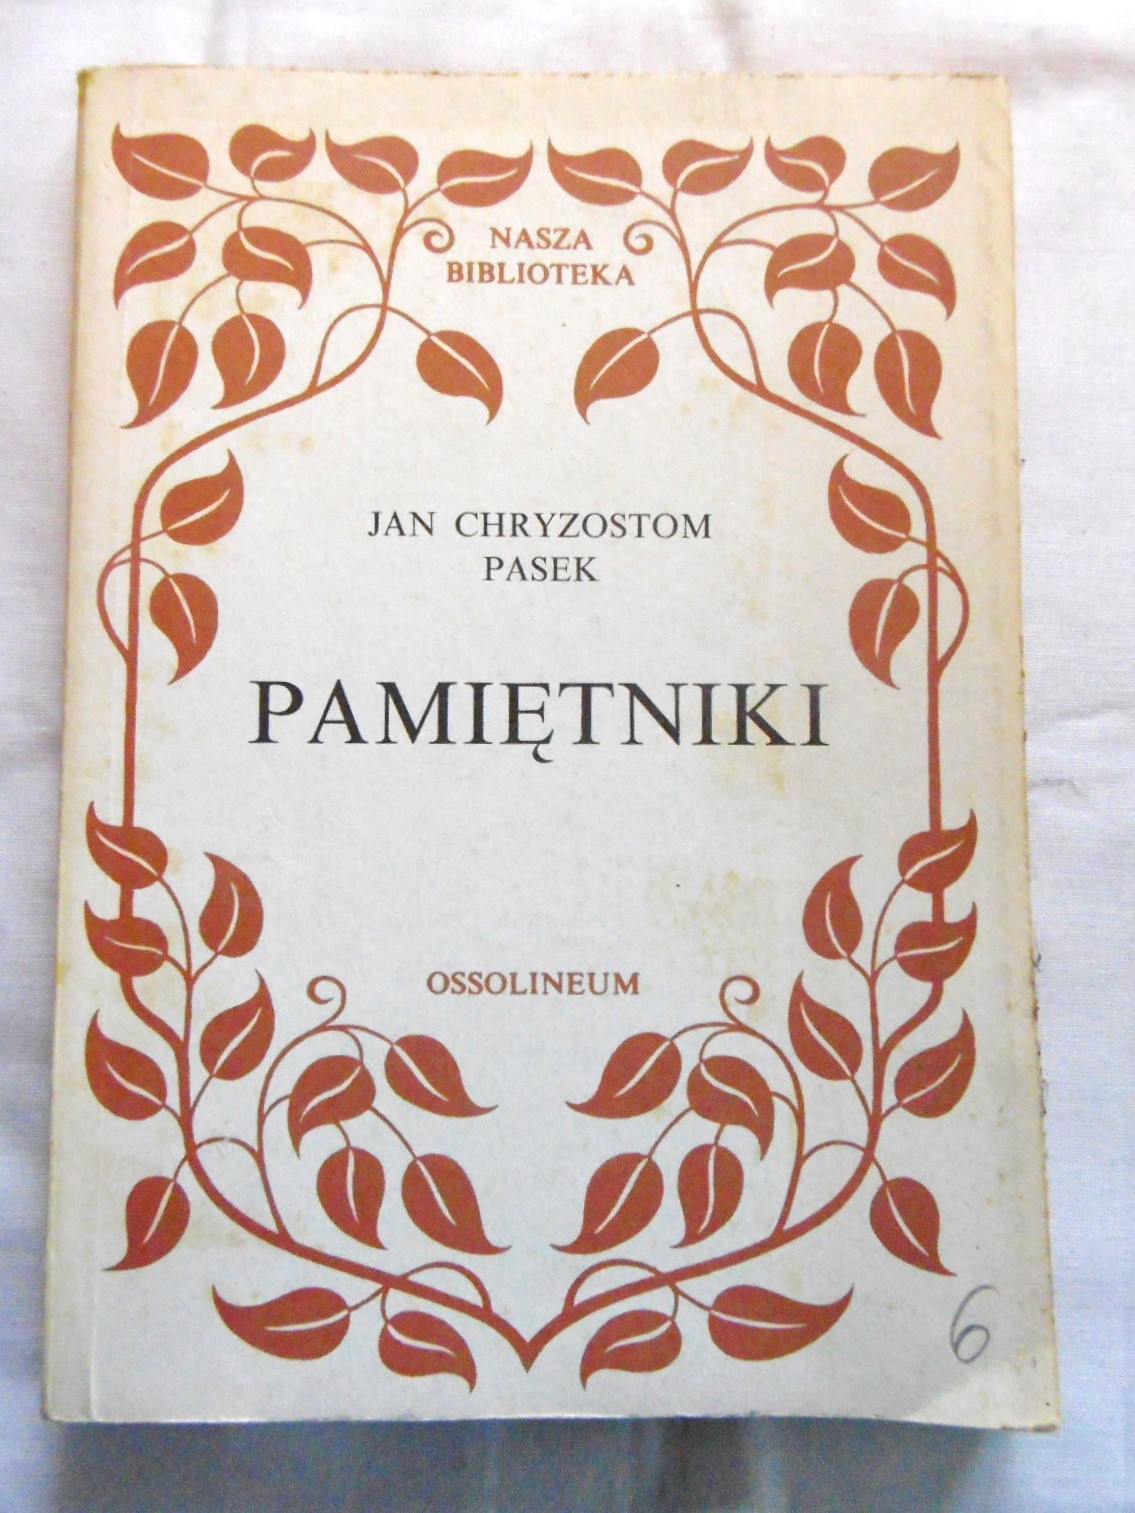 NASZA
BIBLIOTEKA
JAN CHRYZOSTOM
PASEK
PAMIĘTNIKI
OSSOLINEUM
6